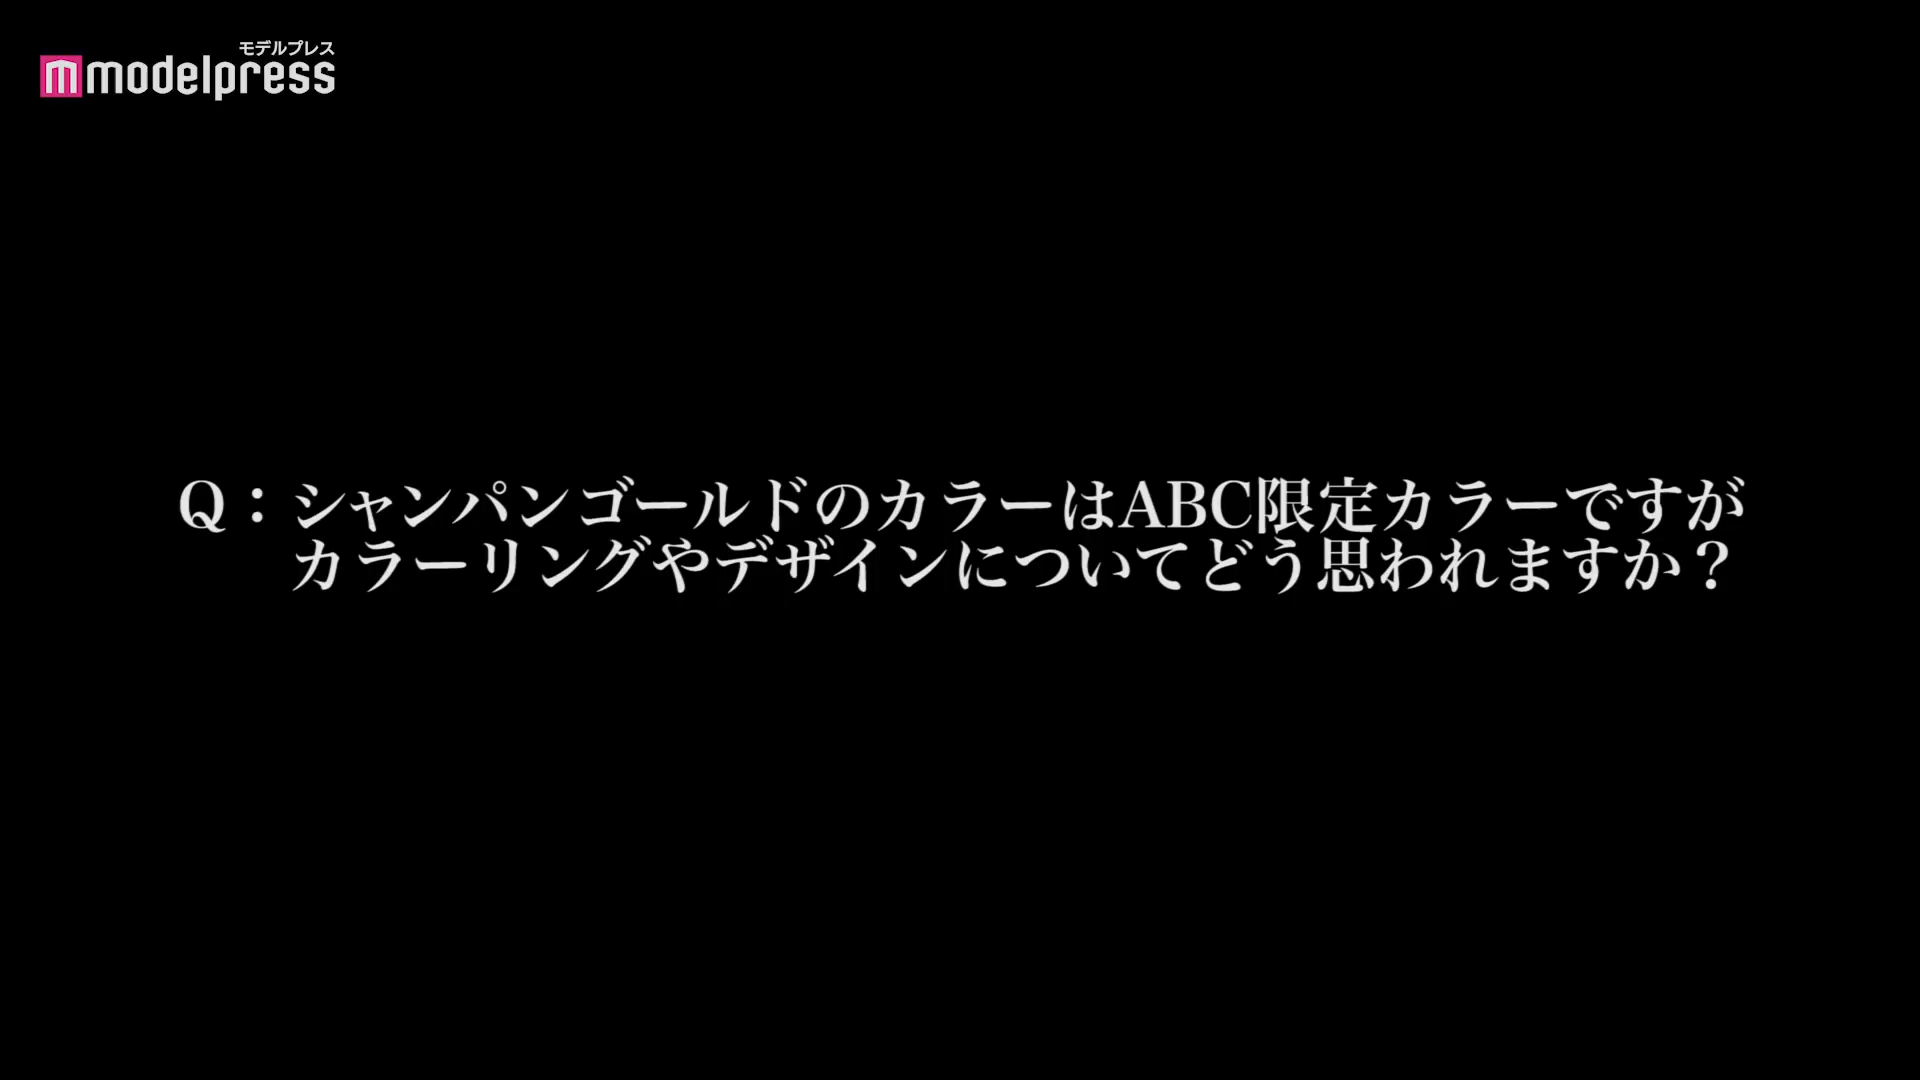 モデルプレス
modelpress
Q：シャンパンゴールドのカラーはABC限定カラーですが
カラーリングやデザインについてどう思われますか？